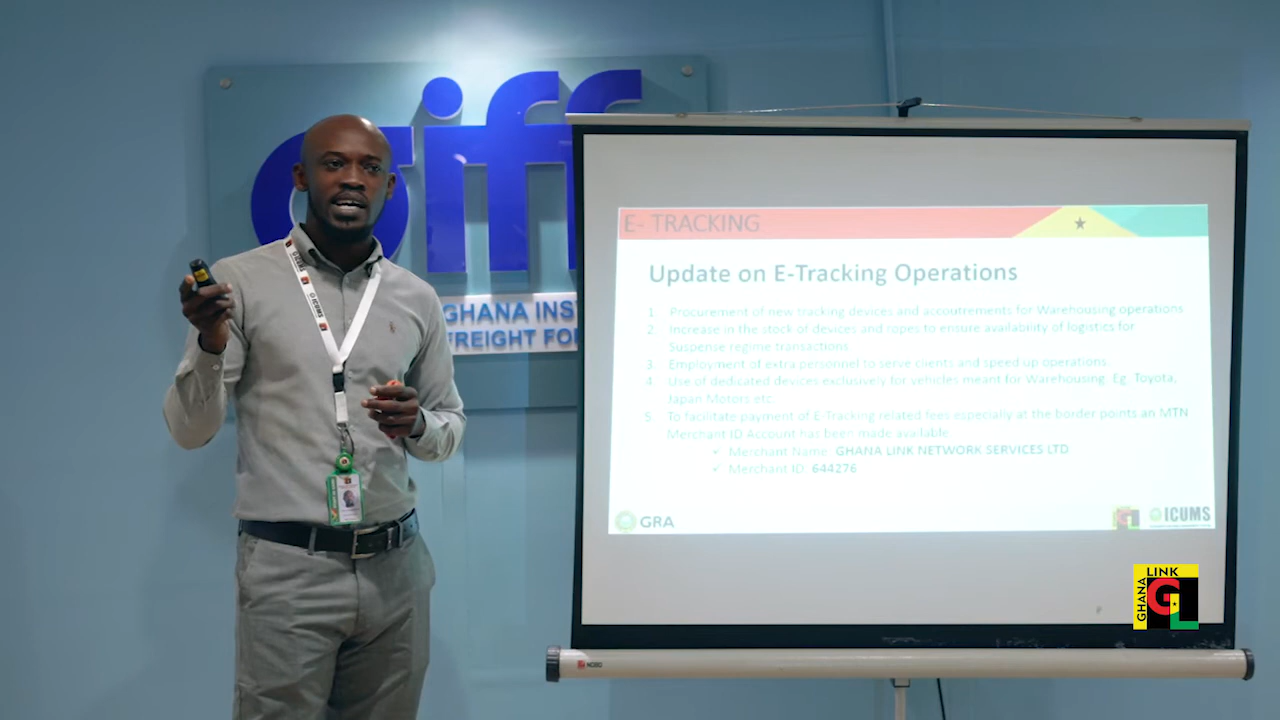 giff
GHANA INS
FREIGHT FO
ICUMS
E- TRACKING
Update on E-Tracking Operations
1. Procurement of new tracking devices and accoutrements for Warehousing operations
2. Increase in the stock of devices and ropes to ensure availability of logistics for
Suspense regime transactions
3. Employment of extra personnel to serve clients and speed up operations.
4. Use of dedicated devices exclusively for vehicles meant for Warehousing. Eg. Toyota,
Japan Motors etc
5. To facilitate payment of E-Tracking related fees especially at the border points an MTN
Merchant ID Account has been made available.
✓ Merchant Name: GHANA LINK NETWORK SERVICES LTD
✓ Merchant ID: 644276
GRA
ICUMS
GHANA
LINK
GL
NOBO